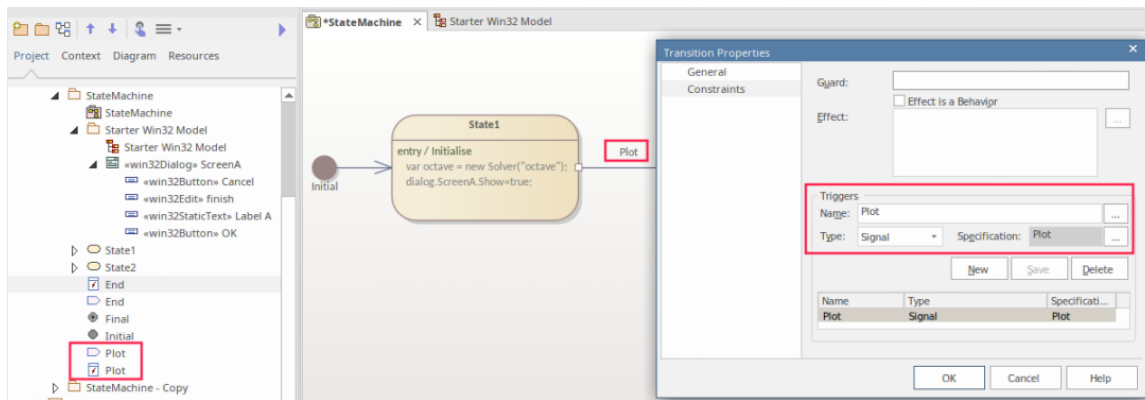 *StateMachine ×
Starter Win32 Model
Project Context Diagram Resources
StateMachine
StateMachine
Starter Win32 Model
Starter Win32 Model
«win32Dialog» ScreenA
«win32Button» Cancel
«win32Edit» finish
«win32StaticText» Label A
«win32Button» OK
State1
State2
End
End
Final
Initial
Plot
Plot
StateMachine - Copy
Initial
State1
entry / Initialise
var octave = new Solver("octave");
dialog.ScreenA.Show=true;
Plot
Transition Properties ×
General
Constraints
Guard:
Effect is a Behavior
Effect:
...
Triggers
Name: Plot ...
Type: Signal Specification: Plot ...
New Save Delete
Name Type Specificati...
Plot Signal Plot
OK Cancel Help